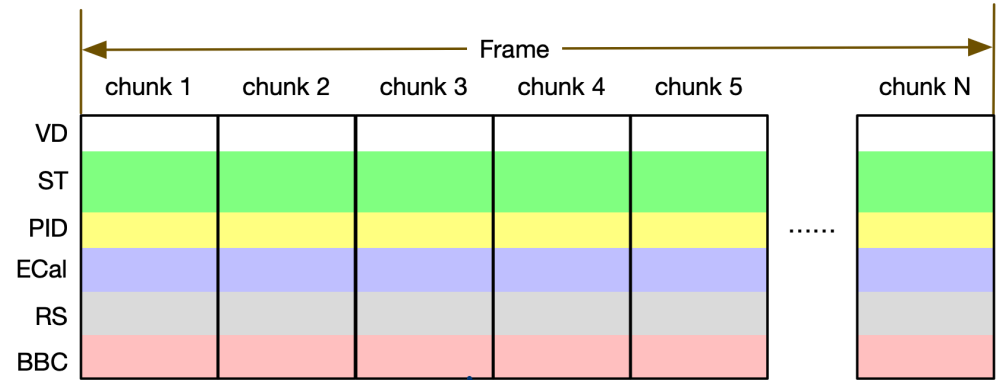 Frame
chunk 1 chunk 2 chunk 3 chunk 4 chunk 5 chunk N
VD
ST
PID ......
ECal
RS
BBC